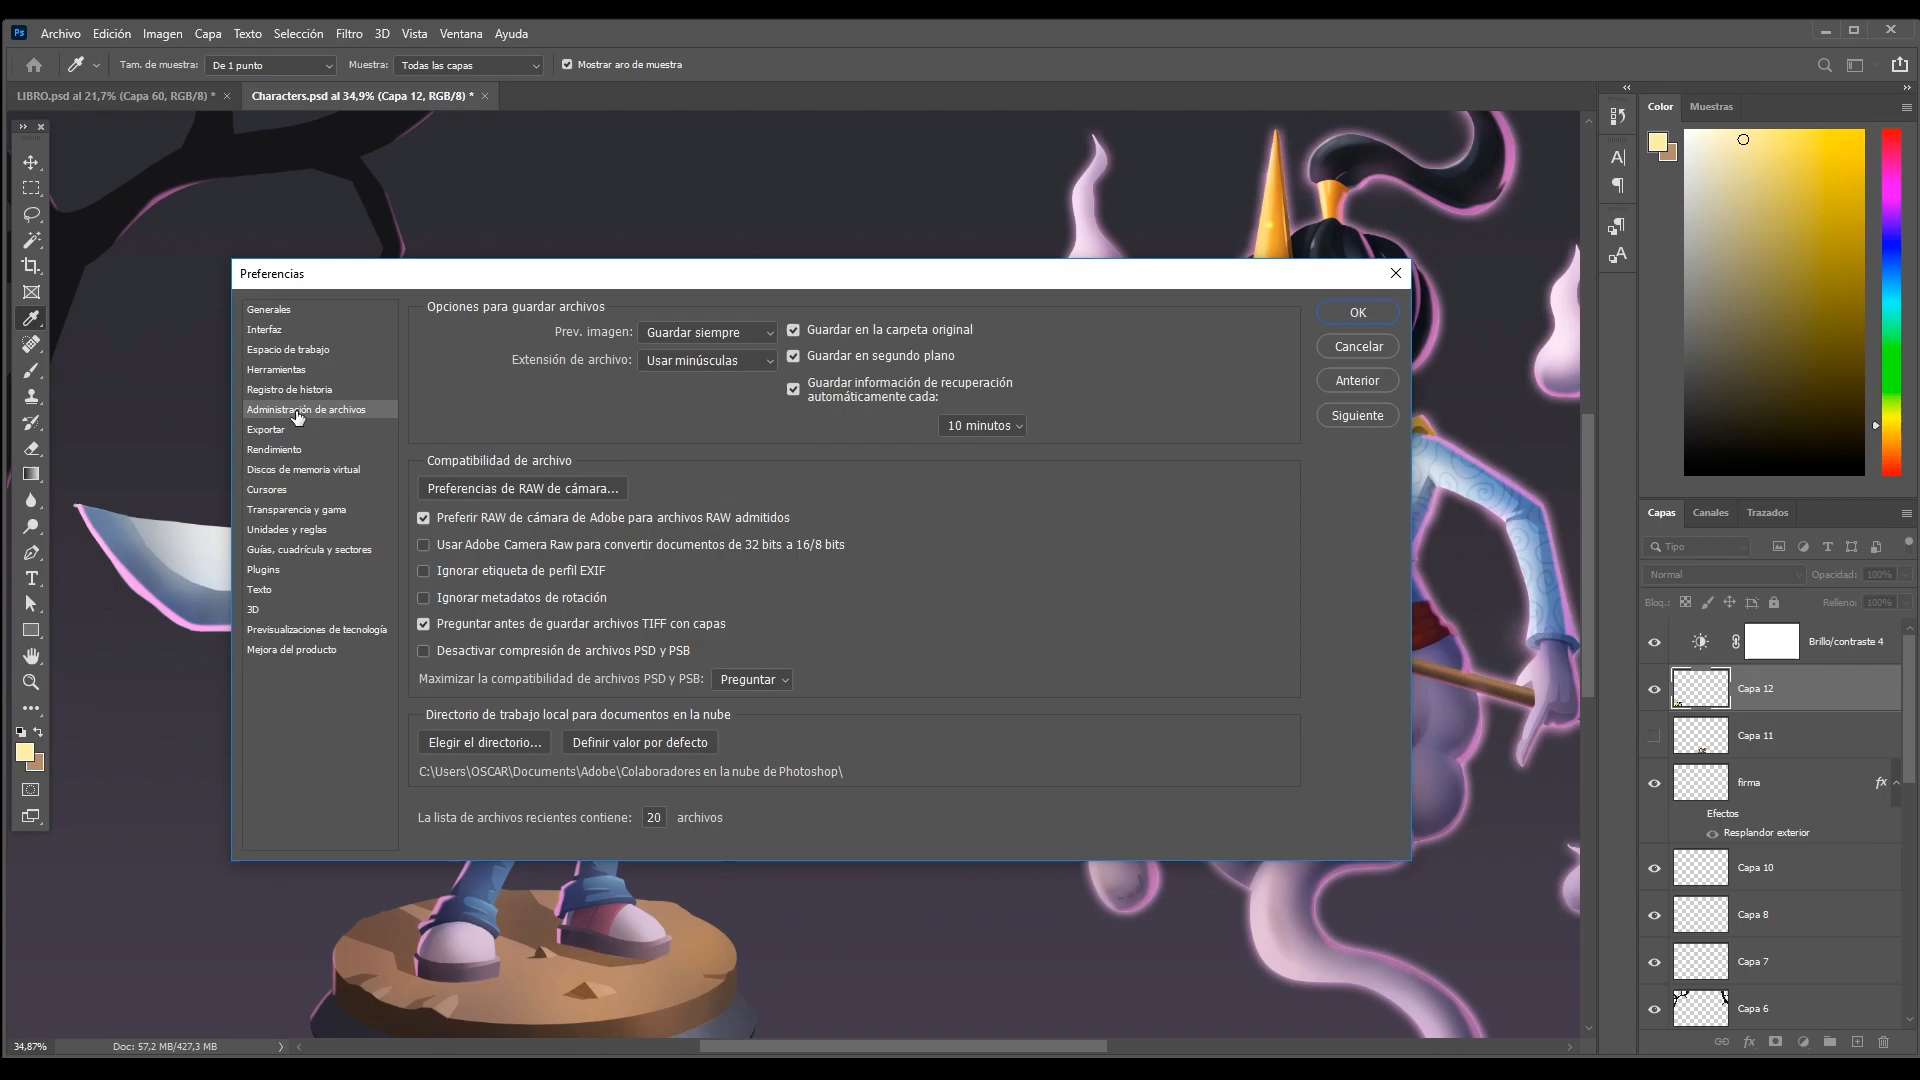 Ps Archivo Edición Imagen Capa Texto Selección Filtro 3D Vista Ventana Ayuda
Tam. de muestra: De 1 punto Muestra: Todas las capas Mostrar aro de muestra
LIBRO.psd al 21,7% (Capa 60, RGB/8) * Characters.psd al 34,9% (Capa 12, RGB/8) *
Preferencias
Generales
Interfaz
Espacio de trabajo
Herramientas
Registro de historia
Administración de archivos
Exportar
Rendimiento
Discos de memoria virtual
Cursores
Transparencia y gama
Unidades y reglas
Guías, cuadrícula y sectores
Plugins
Texto
3D
Previsualizaciones de tecnología
Mejora del producto
Opciones para guardar archivos
Prev. imagen: Guardar siempre
Extensión de archivo: Usar minúsculas
Guardar en la carpeta original
Guardar en segundo plano
Guardar información de recuperación
automáticamente cada:
10 minutos
Compatibilidad de archivo
Preferencias de RAW de cámara...
Preferir RAW de cámara de Adobe para archivos RAW admitidos
Usar Adobe Camera Raw para convertir documentos de 32 bits a 16/8 bits
Ignorar etiqueta de perfil EXIF
Ignorar metadatos de rotación
Preguntar antes de guardar archivos TIFF con capas
Desactivar compresión de archivos PSD y PSB
Maximizar la compatibilidad de archivos PSD y PSB: Preguntar
Directorio de trabajo local para documentos en la nube
Elegir el directorio... Definir valor por defecto
C:\Users\OSCAR\Documents\Adobe\Colaboradores en la nube de Photoshop\
La lista de archivos recientes contiene: 20 archivos
OK
Cancelar
Anterior
Siguiente
Color Muestras
Capas Canales Trazados
Tipo
Normal Opacidad: 100%
Bloq.: Relleno: 100%
Brillo/contraste 4
Capa 12
Capa 11
firma fx
Efectos
Resplandor exterior
Capa 10
Capa 8
Capa 7
Capa 6
34,87% Doc: 57,2 MB/427,3 MB